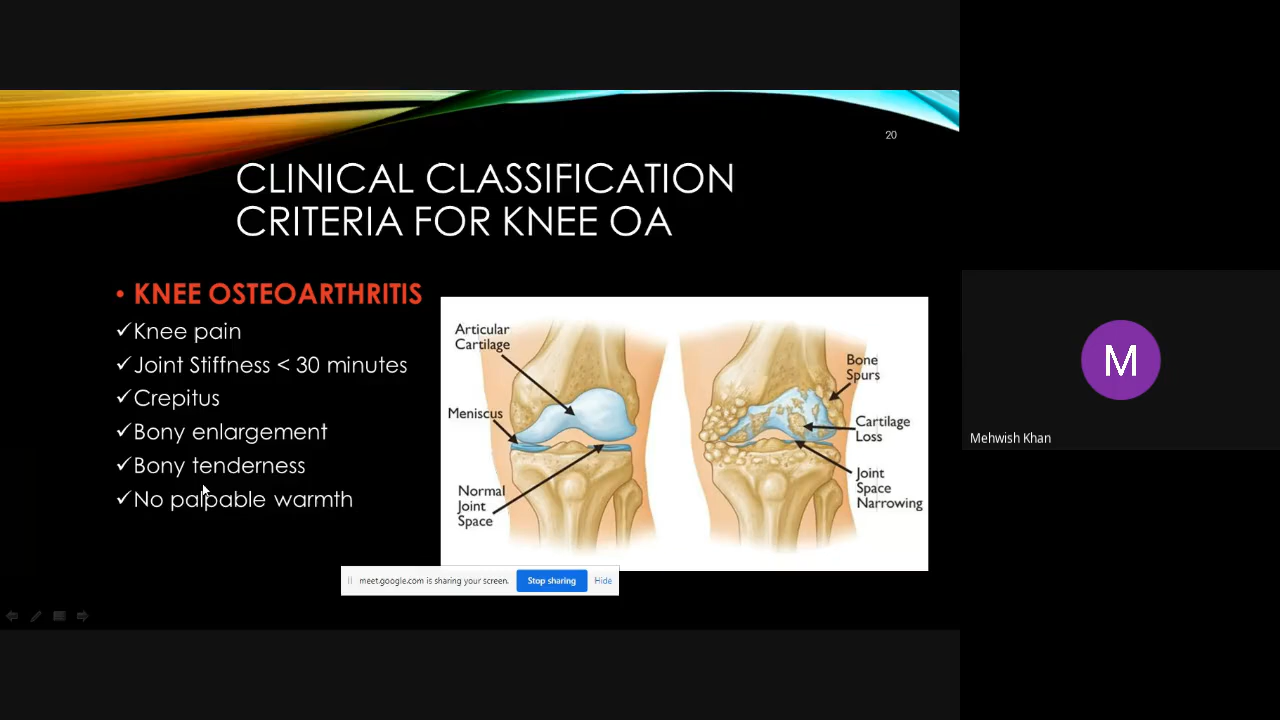 20
CLINICAL CLASSIFICATION
CRITERIA FOR KNEE OA
• KNEE OSTEOARTHRITIS
✓Knee pain
✓Joint Stiffness < 30 minutes
✓Crepitus
✓Bony enlargement
✓Bony tenderness
✓No palpable warmth
Articular
Cartilage
Meniscus
Normal
Joint
Space
Bone
Spurs
Cartilage
Loss
Joint
Space
Narrowing
meet.google.com is sharing your screen. Stop sharing Hide
M
Mehwish Khan